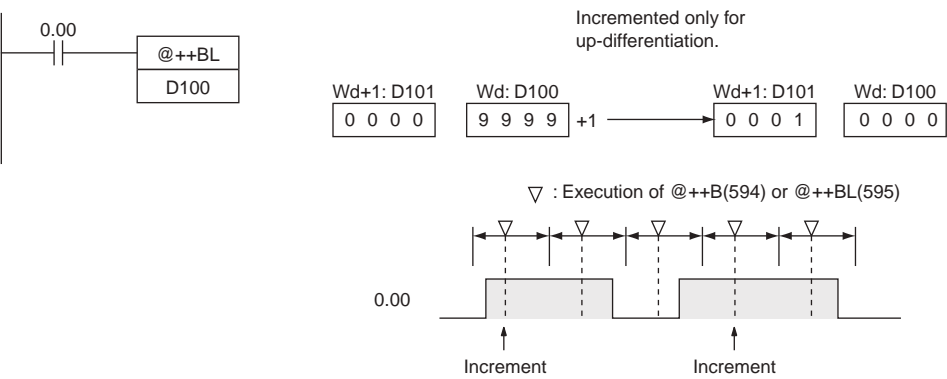 0.00
@++BL
D100
Incremented only for
up-differentiation.
Wd+1: D101 Wd: D100 Wd+1: D101 Wd: D100
0 0 0 0 9 9 9 9 +1 0 0 0 1 0 0 0 0
: Execution of @++B(594) or @++BL(595)
0.00
Increment Increment